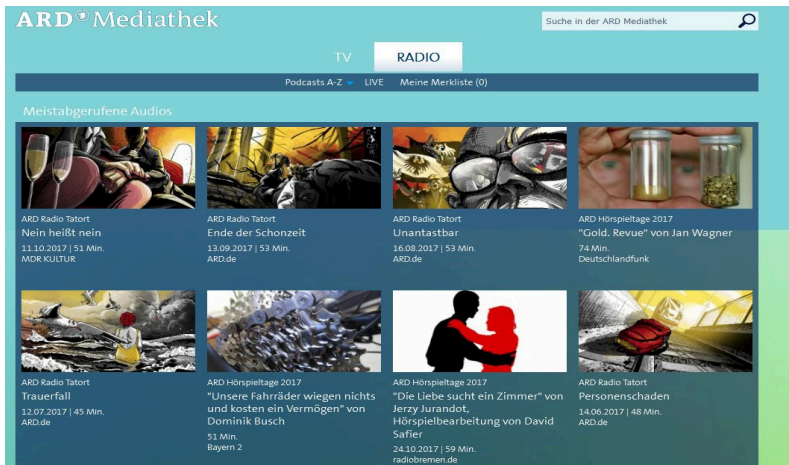 ARD Mediathek
Suche in der ARD Mediathek
TV RADIO
Podcasts A-Z LIVE Meine Merkliste (0)
Meistabgerufene Audios
ARD Radio Tatort
Nein heißt nein
11.10.2017 | 51 Min.
MDR KULTUR
ARD Radio Tatort
Ende der Schonzeit
13.09.2017 | 53 Min.
ARD.de
ARD Radio Tatort
Unantastbar
16.08.2017 | 53 Min.
ARD.de
ARD Hörspieltage 2017
"Gold. Revue" von Jan Wagner
74 Min.
Deutschlandfunk
ARD Radio Tatort
Trauerfall
12.07.2017 | 45 Min.
ARD.de
ARD Hörspieltage 2017
"Unsere Fahrräder wiegen nichts
und kosten ein Vermögen" von
Dominik Busch
51 Min.
Bayern 2
ARD Hörspieltage 2017
"Die Liebe sucht ein Zimmer" von
Jerzy Jurandot,
Hörspielbearbeitung von David
Safier
24.10.2017 | 59 Min.
radiobremen.de
ARD Radio Tatort
Personenschaden
14.06.2017 | 48 Min.
ARD.de